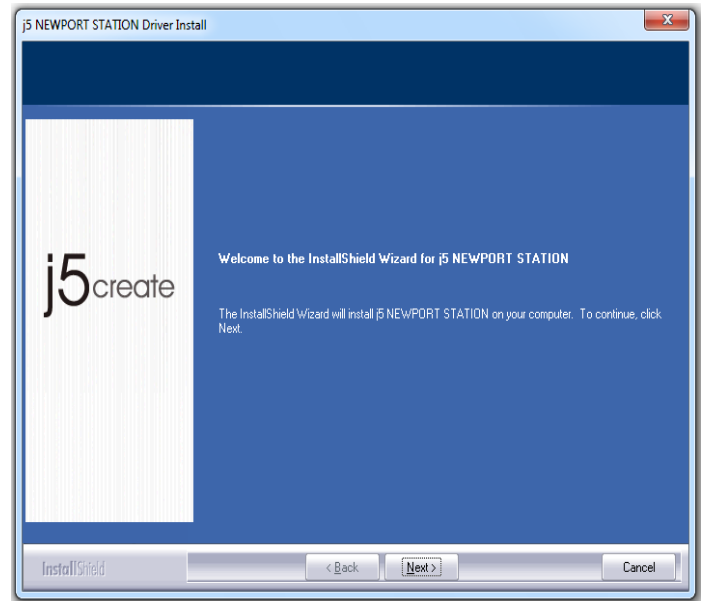 j5 NEWPORT STATION Driver Install
j5create
Welcome to the InstallShield Wizard for j5 NEWPORT STATION
The InstallShield Wizard will install j5 NEWPORT STATION on your computer. To continue, click
Next.
InstallShield
< Back
Next >
Cancel